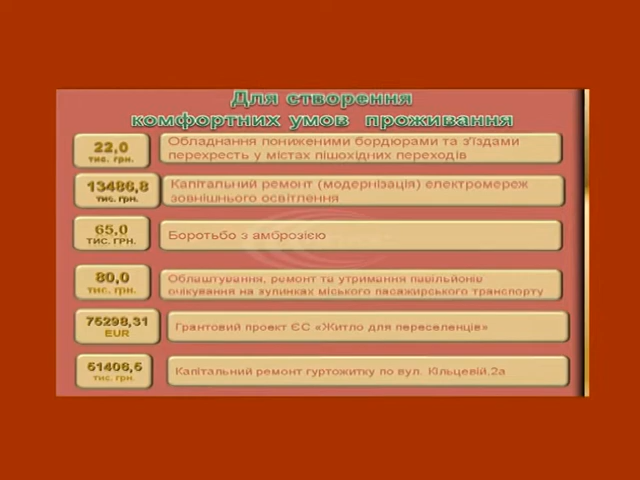 Для створення
комфортних умов проживання
22,0
тис. грн.
Обладнання пониженими бордюрами та з'їздами
перехресть у містах пішохідних переходів
13486,8
тис. грн.
Капітальний ремонт (модернізація) електромереж
зовнішнього освітлення
65,0
ТИС. ГРН.
Боротьбо з амброзією
80,0
тис. грн.
Облаштування, ремонт та утримання павільйонів
очікування на зупинках міського пасажирського транспорту
75298,31
EUR
Грантовий проект ЄС «Житло для переселенців»
51406,5
тис. грн.
Капітальний ремонт гуртожитку по вул. Кільцевій,2а